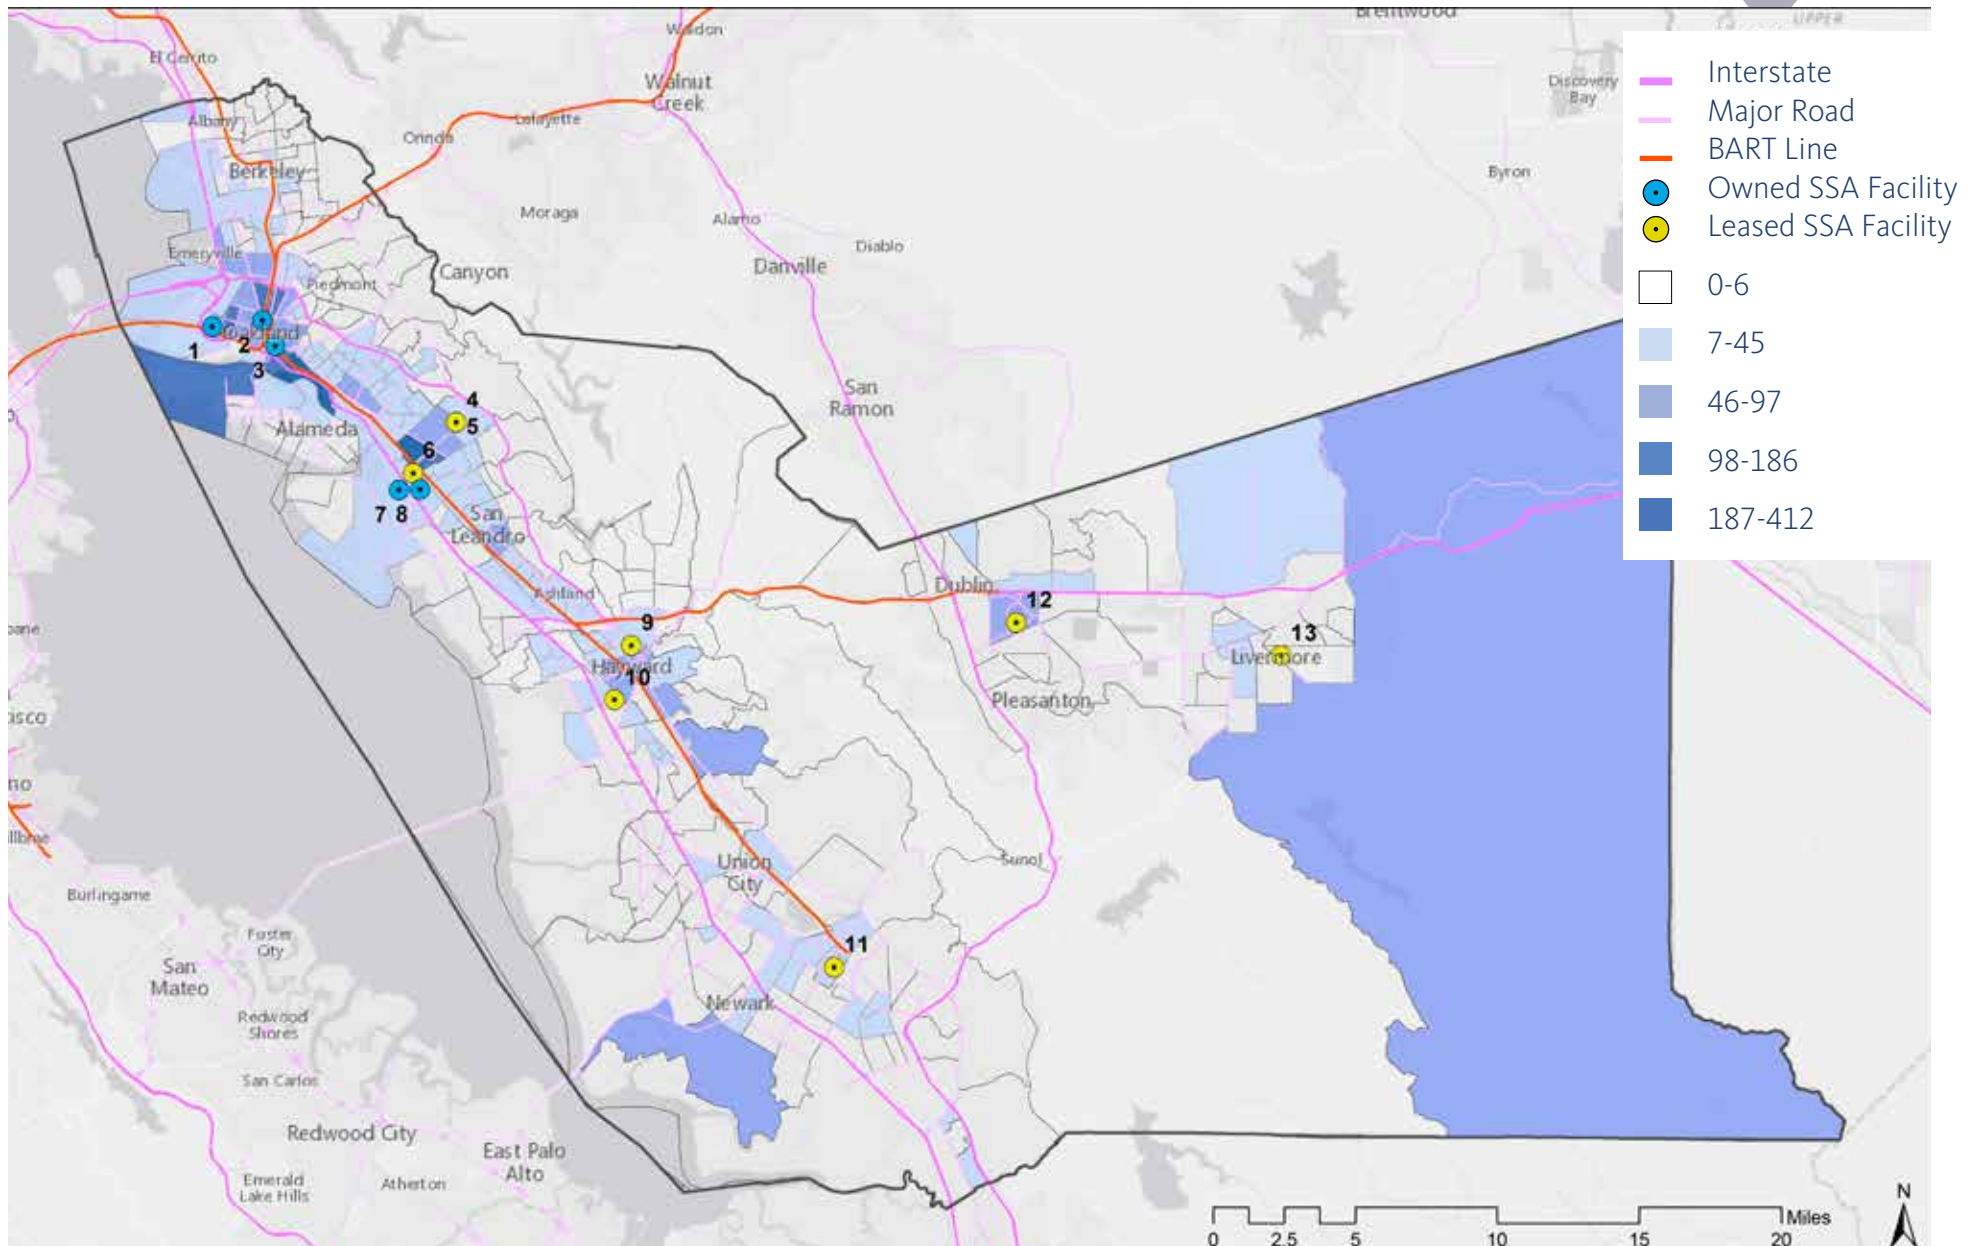 Brentwood
UPPER
Waldon
El Cerrito
Walnut
Creek
Discovery
Bay
Albany
Orinda
Lafayette
Berkeley
Byron
Moraga
Alamo
Diablo
Emeryville
Canyon
Danville
Piedmont
Oakland
1
2
3
San
Ramon
4
5
Alameda
6
7 8
San
Leandro
Ashland
Dublin
12
9
13
Hayward
Livermore
10
Pleasanton
Union
City
Sunol
Burlingame
Foster
City
11
San
Mateo
Newark
Redwood
Shores
San Carlos
Redwood City
East Palo
Alto
Emerald
Lake Hills
Atherton
Interstate
Major Road
BART Line
Owned SSA Facility
Leased SSA Facility
0-6
7-45
46-97
98-186
187-412
N
Miles
0 2.5 5 10 15 20